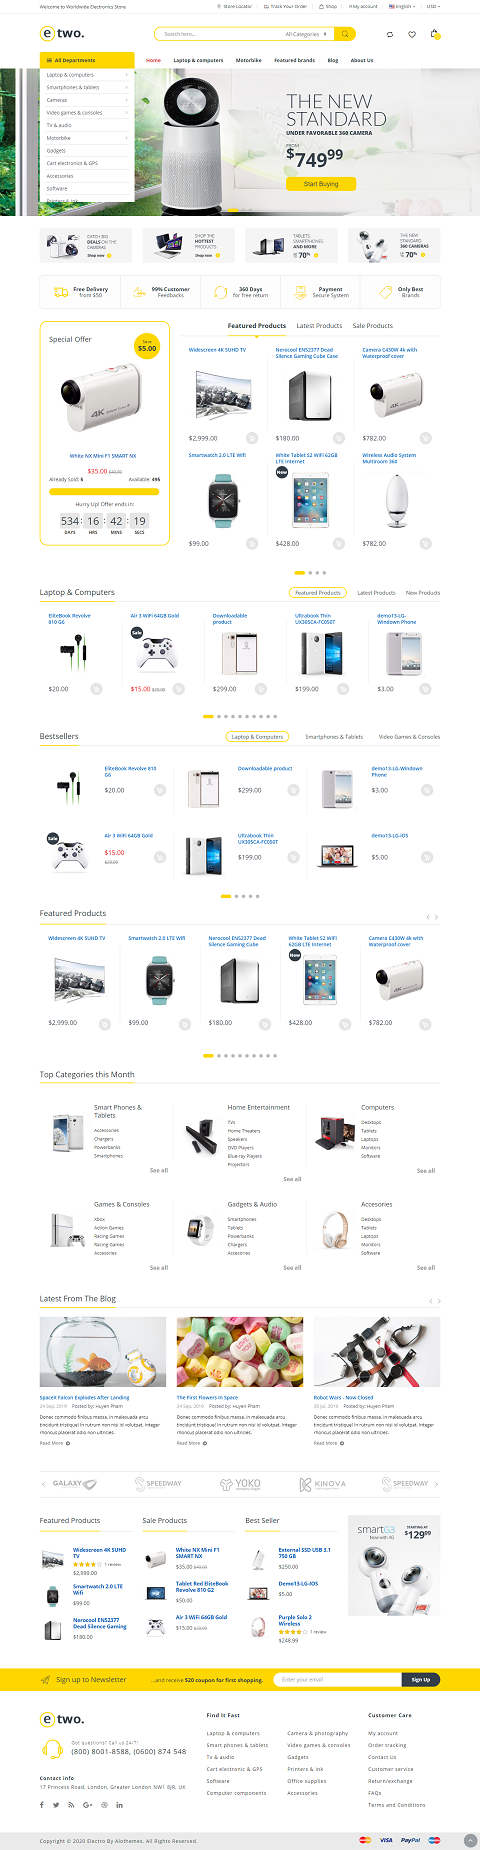 Welcome to Worldwide Electronics Store
Store Locator
Track Your Order
Shop
My account
English
USD
e two.
Search here...
All Categories
All Departments
Home
Laptop & computers
Motorbike
Featured brands
Blog
About Us
Laptop & computers
Smartphones & tablets
Cameras
Video games & consoles
TV & audio
Motorbike
Gadgets
Cart electronics & GPS
Accessories
Software
Printers & ink
THE NEW
STANDARD
UNDER FAVORABLE 360 CAMERA
FROM
$749 99
Start Buying
CATCH BIG
DEALS ON THE
CAMERAS
Shop now
SHOP THE
HOTTEST
PRODUCTS
Shop now
TABLETS,
SMARTPHONES
AND MORE
70%
THE NEW
STANDARD
360 CAMERAS
70%
Free Delivery
from $50
99% Customer
Feedbacks
360 Days
for free return
Payment
Secure System
Only Best
Brands
Special Offer
Save
$5.00
4K
White NX Mini F1 SMART NX
$35.00 $40.00
Already Sold: 5
Available: 495
Hurry Up! Offer ends in:
534 : 16 : 42 : 19
DAYS HRS MINS SECS
Featured Products
Latest Products
Sale Products
Widescreen 4K SUHD TV
$2,999.00
Nerocool EN52377 Dead
Silence Gaming Cube Case
$180.00
Camera C430W 4k with
Waterproof cover
$782.00
Smartwatch 2.0 LTE Wifi
$99.00
White Tablet S2 WiFi 62GB
LTE Internet
New
$428.00
Wireless Audio System
Multiroom 360
$782.00
Laptop & Computers
Featured Products
Latest Products
New Products
EliteBook Revolve
810 G6
$20.00
Air 3 WiFi 64GB Gold
Sale
$15.00 $20.00
Downloadable
product
$299.00
Ultrabook Thin
UX305CA-FC050T
$199.00
demo13-LG-
Windown Phone
$3.00
Bestsellers
Laptop & Computers
Smartphones & Tablets
Video Games & Consoles
EliteBook Revolve 810
G6
$20.00
Downloadable product
$299.00
demo13-LG-Windown
Phone
$3.00
Sale
Air 3 WiFi 64GB Gold
$15.00
$20.00
Ultrabook Thin
UX305CA-FC050T
$199.00
demo13-LG-iOS
$5.00
Featured Products
Widescreen 4K SUHD TV
$2,999.00
Smartwatch 2.0 LTE Wifi
$99.00
Nerocool EN52377 Dead
Silence Gaming Cube
$180.00
White Tablet S2 WiFi
62GB LTE Internet
New
$428.00
Camera C430W 4k with
Waterproof cover
$782.00
Top Categories this Month
Smart Phones &
Tablets
Accessories
Chargers
Powerbanks
Smartphones
See all
Home Entertainment
TVs
Home Theaters
Speakers
DVD Players
Blue-ray Players
Projectors
See all
Computers
Desktops
Tablets
Laptops
Monitors
Software
See all
Games & Consoles
Xbox
Action Games
Racing Games
Racing Games
Accesories
See all
Gadgets & Audio
Smartphones
Tablets
Powerbanks
Chargers
Accesories
See all
Accesories
Desktops
Tablets
Laptops
Monitors
Software
See all
Latest From The Blog
SpaceX Falcon Explodes After Landing
24 Sep, 2019 Posted by: Huyen Pham
Donec commodo finibus massa, in malesuada arcu
tincidunt tristique! In rutrum non nisl id volutpat. Integer
rhoncus placerat odio non ultricies.
Read More
The First Flowers In Space
24 Sep, 2019 Posted by: Huyen Pham
Donec commodo finibus massa, in malesuada arcu
tincidunt tristique! In rutrum non nisl id volutpat. Integer
rhoncus placerat odio non ultricies.
Read More
Robot Wars - Now Closed
30 Jul, 2019 Posted by: Huyen Pham
Donec commodo finibus massa, in malesuada arcu
tincidunt tristique! In rutrum non nisl id volutpat. Integer
rhoncus placerat odio non ultricies.
Read More
GALAXY
SPEEDWAY
YOKO
KINOVA
SPEEDWAY
Featured Products
Widescreen 4K SUHD
TV
1 review
$2,999.00
Smartwatch 2.0 LTE
Wifi
$99.00
Nerocool EN52377
Dead Silence Gaming
$180.00
Sale Products
White NX Mini F1
SMART NX
$35.00 $40.00
Tablet Red EliteBook
Revolve 810 G2
$50.00
Air 3 WiFi 64GB Gold
$15.00 $20.00
Best Seller
External SSD USB 3.1
750 GB
$250.00
Demo13-LG-iOS
$5.00
Purple Solo 2
Wireless
1 review
$248.99
smartG3
Now with 4G
STARTING AT
$129 99
Sign up to Newsletter
...and receive $20 coupon for first shopping.
Enter your email
Sign Up
e two.
Got questions? Call us 24/7!
(800) 8001-8588, (0600) 874 548
Contact info
17 Princess Road, London, Greater London NW1 8JR, UK
Find It Fast
Laptop & computers
Smart phones & tablets
Tv & audio
Cart electronic & GPS
Software
Computer components
Camera & photography
Video games & consoles
Gadgets
Printers & ink
Office supplies
Accessories
Customer Care
My account
Order tracking
Contact Us
Customer service
Return/exchange
FAQs
Terms and Conditions
Copyright © 2020 Electro By Alothemes. All Rights Reserved.
VISA
PayPal